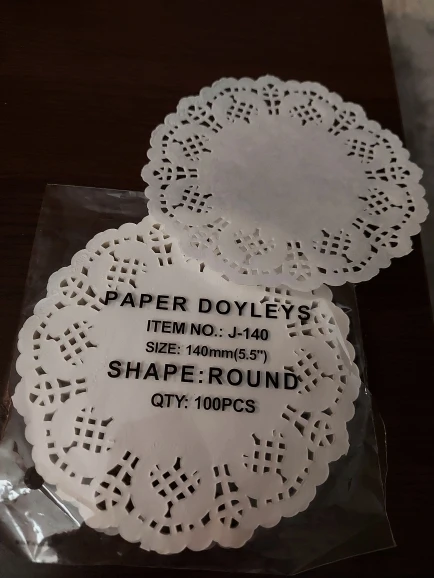 PAPER DOYLEYS
ITEM NO.: J-140
SIZE: 140mm(5.5")
SHAPE:ROUND
QTY: 100PCS